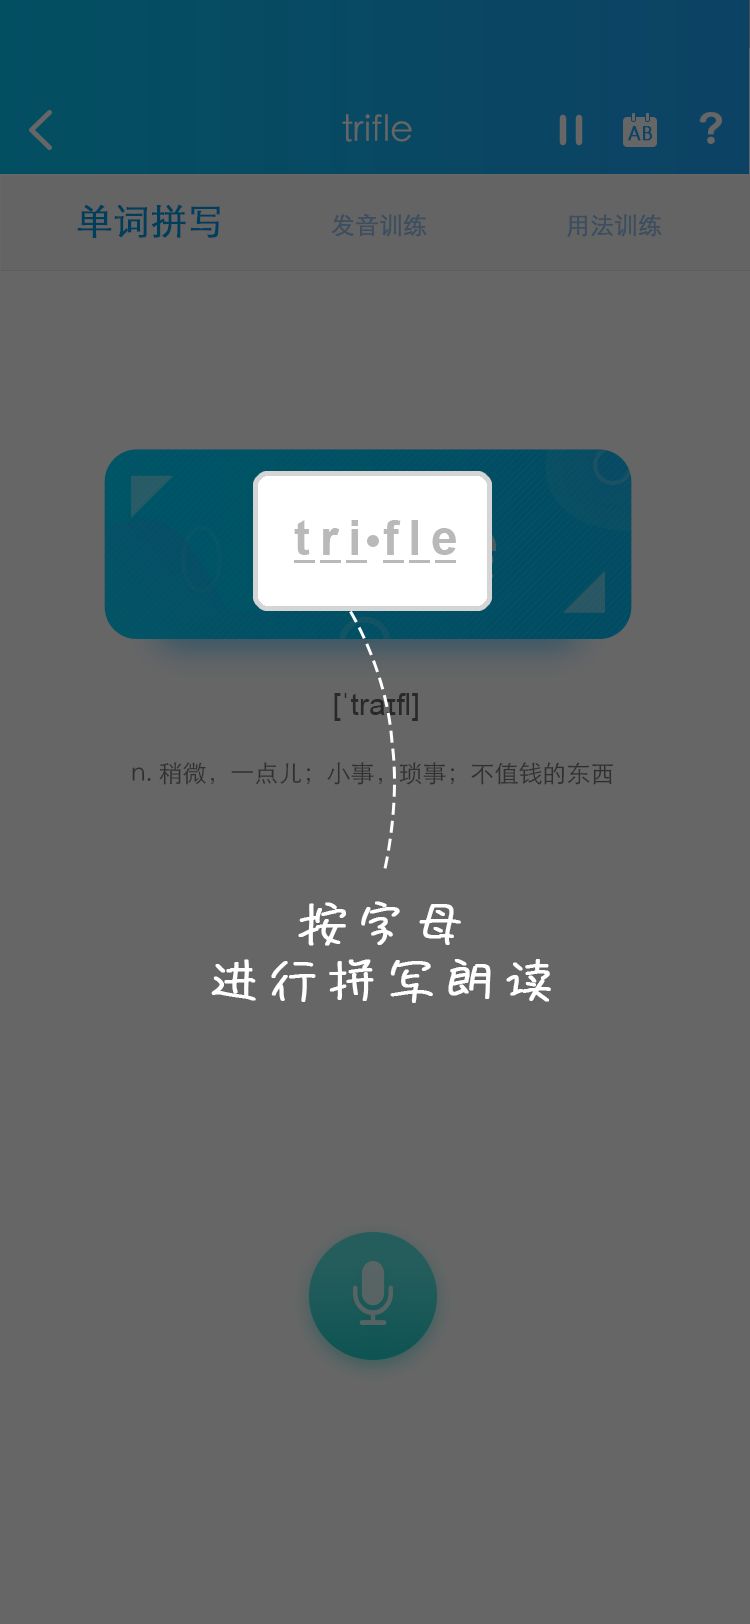 trifle
AB
?
单词拼写 发音训练 用法训练
tri•fle
[ˈtraɪfl]
n. 稍微，一点儿；小事，琐事；不值钱的东西
按字母
进行拼写朗读